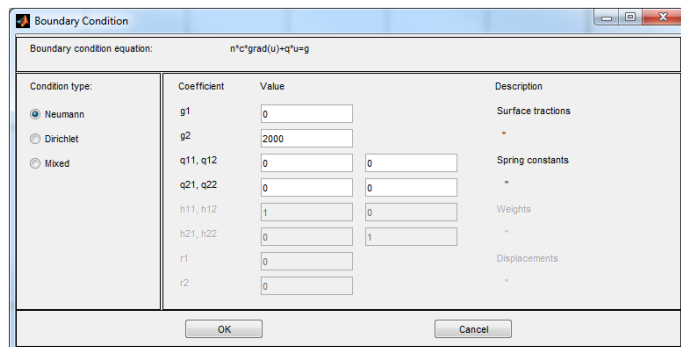 Boundary Condition
Boundary condition equation: n*c*grad(u)+q*u=g
Condition type:
Neumann
Dirichlet
Mixed
Coefficient Value Description
g1 0 Surface tractions
g2 2000 "
q11, q12 0 0 Spring constants
q21, q22 0 0 "
h11, h12 1 0 Weights
h21, h22 0 1 "
r1 0 Displacements
r2 0 "
OK Cancel